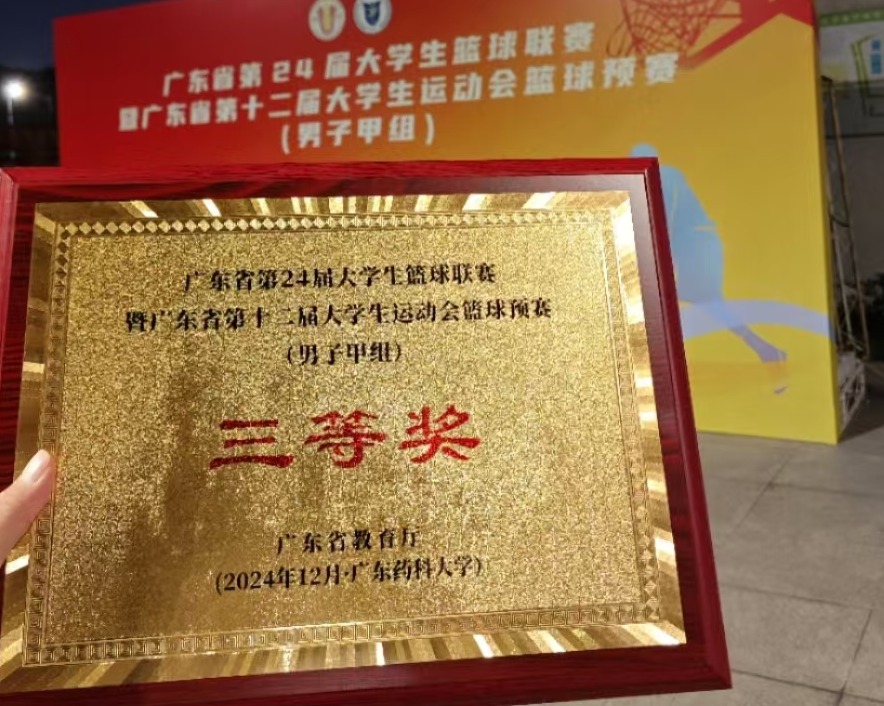 广东省第24届大学生篮球联赛
暨广东省第十二届大学生运动会篮球预赛
(男子甲组)
广东省第24届大学生篮球联赛
暨广东省第十二届大学生运动会篮球预赛
(男子甲组)
三等奖
广东省教育厅
(2024年12月·广东药科大学)